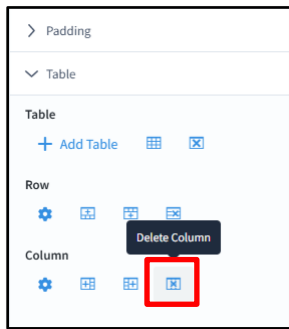 Padding
Table
Table
Add Table
Row
Delete Column
Column